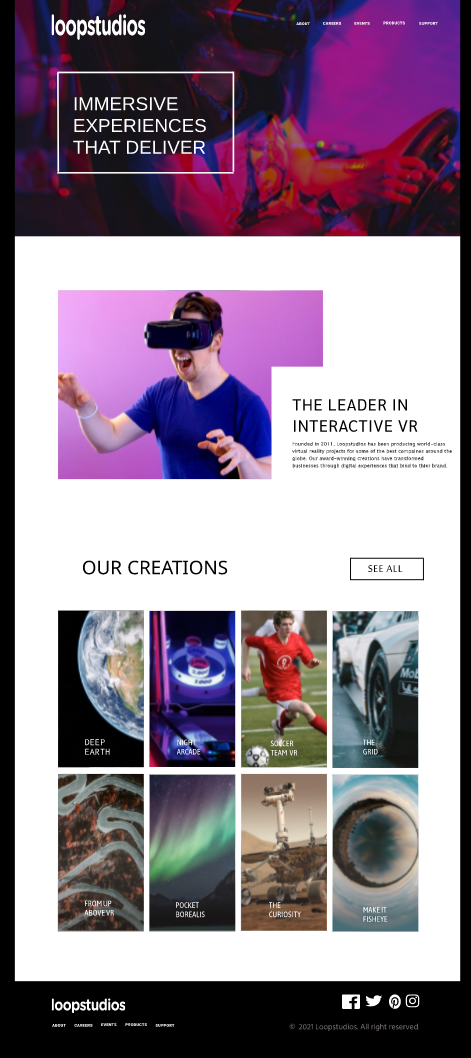 loopstudios
ABOUT CAREERS EVENTS PRODUCTS SUPPORT
IMMERSIVE
EXPERIENCES
THAT DELIVER
THE LEADER IN
INTERACTIVE VR
Founded in 2011, Loopstudios has been producing world-class
virtual reality projects for some of the best companies around the
globe. Our award-winning creations have transformed
businesses through digital experiences that bind to their brand.
OUR CREATIONS
SEE ALL
DEEP
EARTH
NIGHT
ARCADE
SOCCER
TEAM VR
THE
GRID
FROM UP
ABOVE VR
POCKET
BOREALIS
THE
CURIOSITY
MAKE IT
FISHEYE
loopstudios
ABOUT CAREERS EVENTS PRODUCTS SUPPORT
© 2021 Loopstudios. All right reserved.